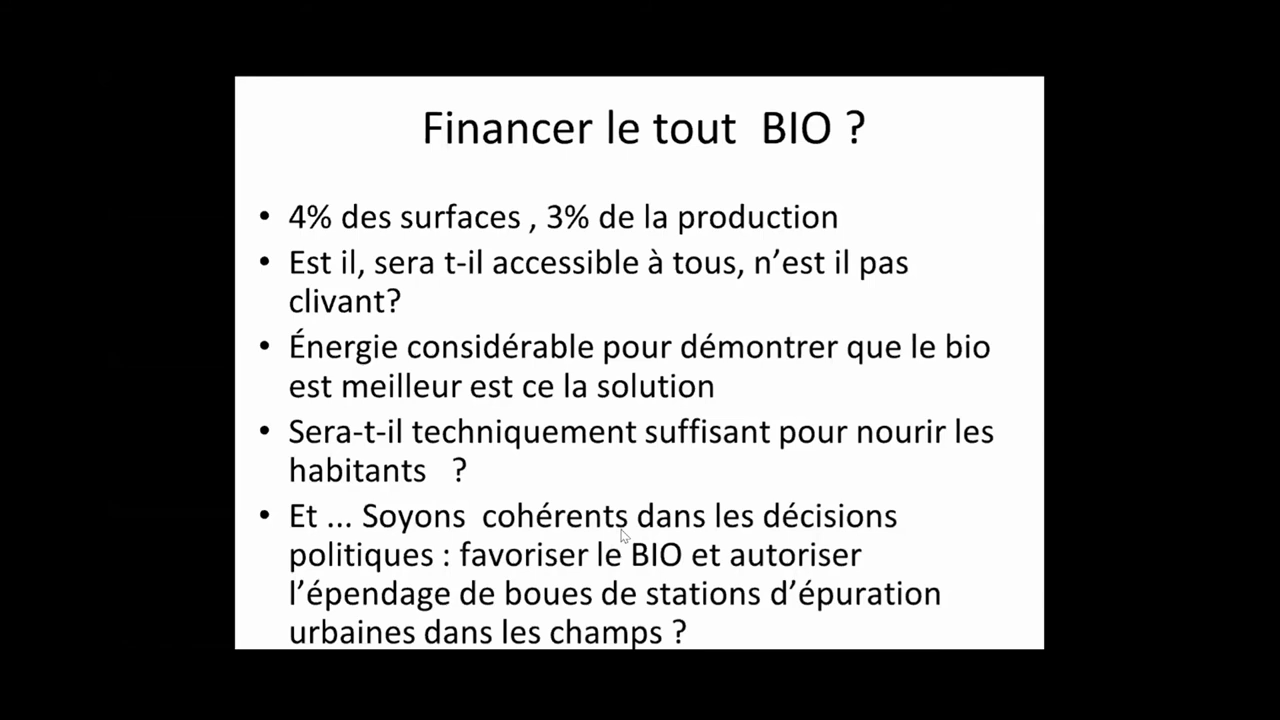 Financer le tout  BIO ?
• 4% des surfaces , 3% de la production
• Est il, sera t-il accessible à tous, n’est il pas
clivant?
• Énergie considérable pour démontrer que le bio
est meilleur est ce la solution
• Sera-t-il techniquement suffisant pour nourir les
habitants   ?
• Et ... Soyons  cohérents dans les décisions
politiques : favoriser le BIO et autoriser
l’épendage de boues de stations d’épuration
urbaines dans les champs ?